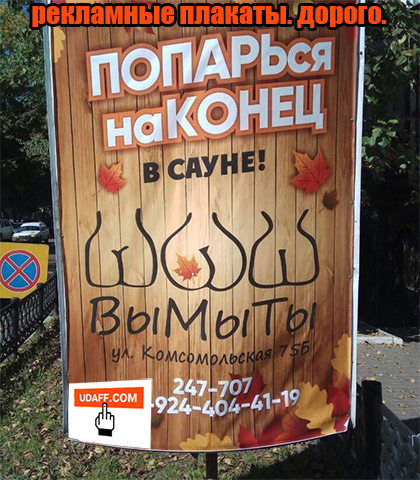 рекламные плакаты. дорого.
ПОПАРЬся
наКОНЕЦ
В САУНЕ!
ВыМыТы
ул. Комсомольская 75Б
247-707
-924-404-41-19
UDAFF.COM